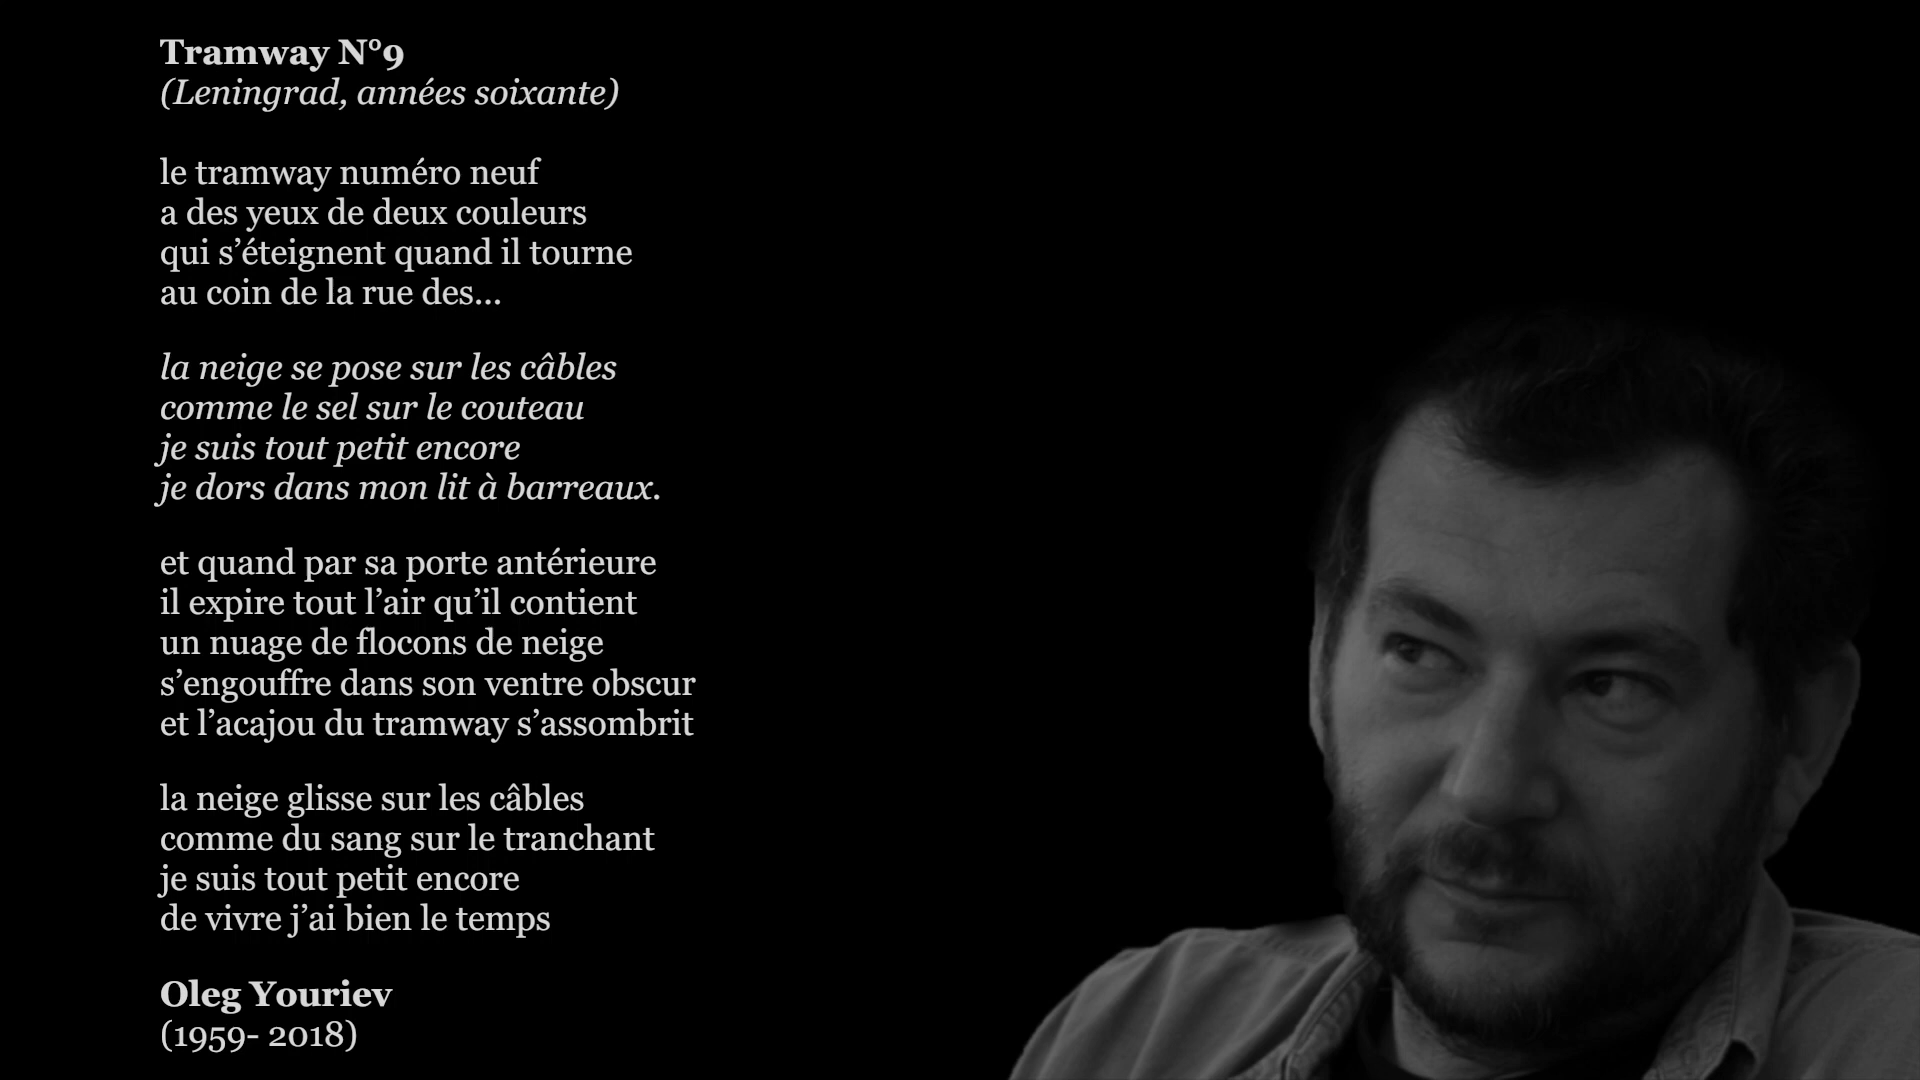 Tramway N°9
(Leningrad, années soixante)
le tramway numéro neuf
a des yeux de deux couleurs
qui s’éteignent quand il tourne
au coin de la rue des...
la neige se pose sur les câbles
comme le sel sur le couteau
je suis tout petit encore
je dors dans mon lit à barreaux.
et quand par sa porte antérieure
il expire tout l’air qu’il contient
un nuage de flocons de neige
s’engouffre dans son ventre obscur
et l’acajou du tramway s’assombrit
la neige glisse sur les câbles
comme du sang sur le tranchant
je suis tout petit encore
de vivre j’ai bien le temps
Oleg Youriev
(1959- 2018)